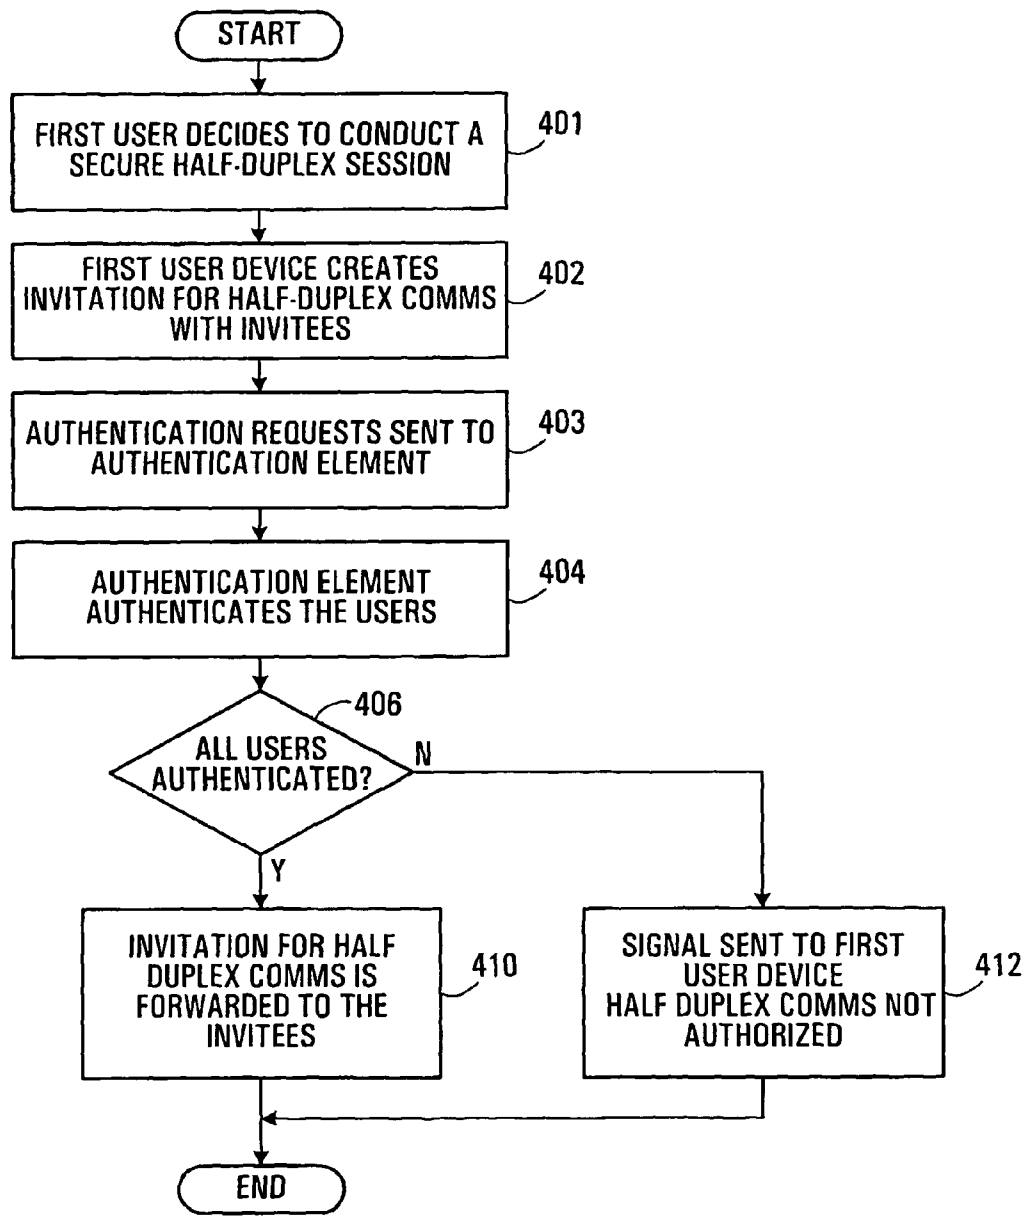 START
FIRST USER DECIDES TO CONDUCT A
SECURE HALF-DUPLEX SESSION
401
FIRST USER DEVICE CREATES
INVITATION FOR HALF-DUPLEX COMMS
WITH INVITEES
402
AUTHENTICATION REQUESTS SENT TO
AUTHENTICATION ELEMENT
403
AUTHENTICATION ELEMENT
AUTHENTICATES THE USERS
404
406
ALL USERS
AUTHENTICATED?
N
Y
INVITATION FOR HALF
DUPLEX COMMS IS
FORWARDED TO THE
INVITEES
410
SIGNAL SENT TO FIRST
USER DEVICE
HALF DUPLEX COMMS NOT
AUTHORIZED
412
END